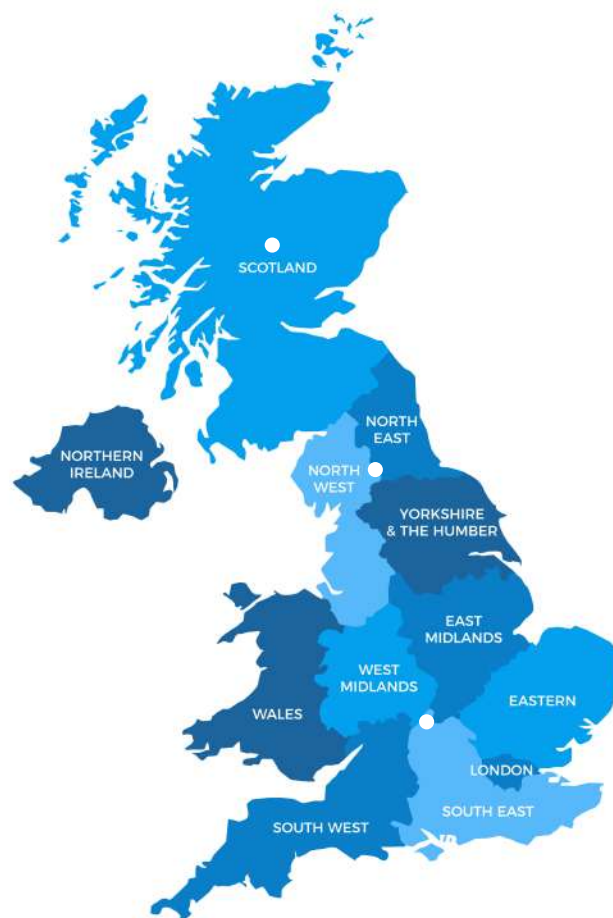 SCOTLAND
NORTH
EAST
NORTHERN
IRELAND
NORTH
WEST
YORKSHIRE
& THE HUMBER
EAST
MIDLANDS
WEST
MIDLANDS
EASTERN
WALES
LONDON
SOUTH EAST
SOUTH WEST